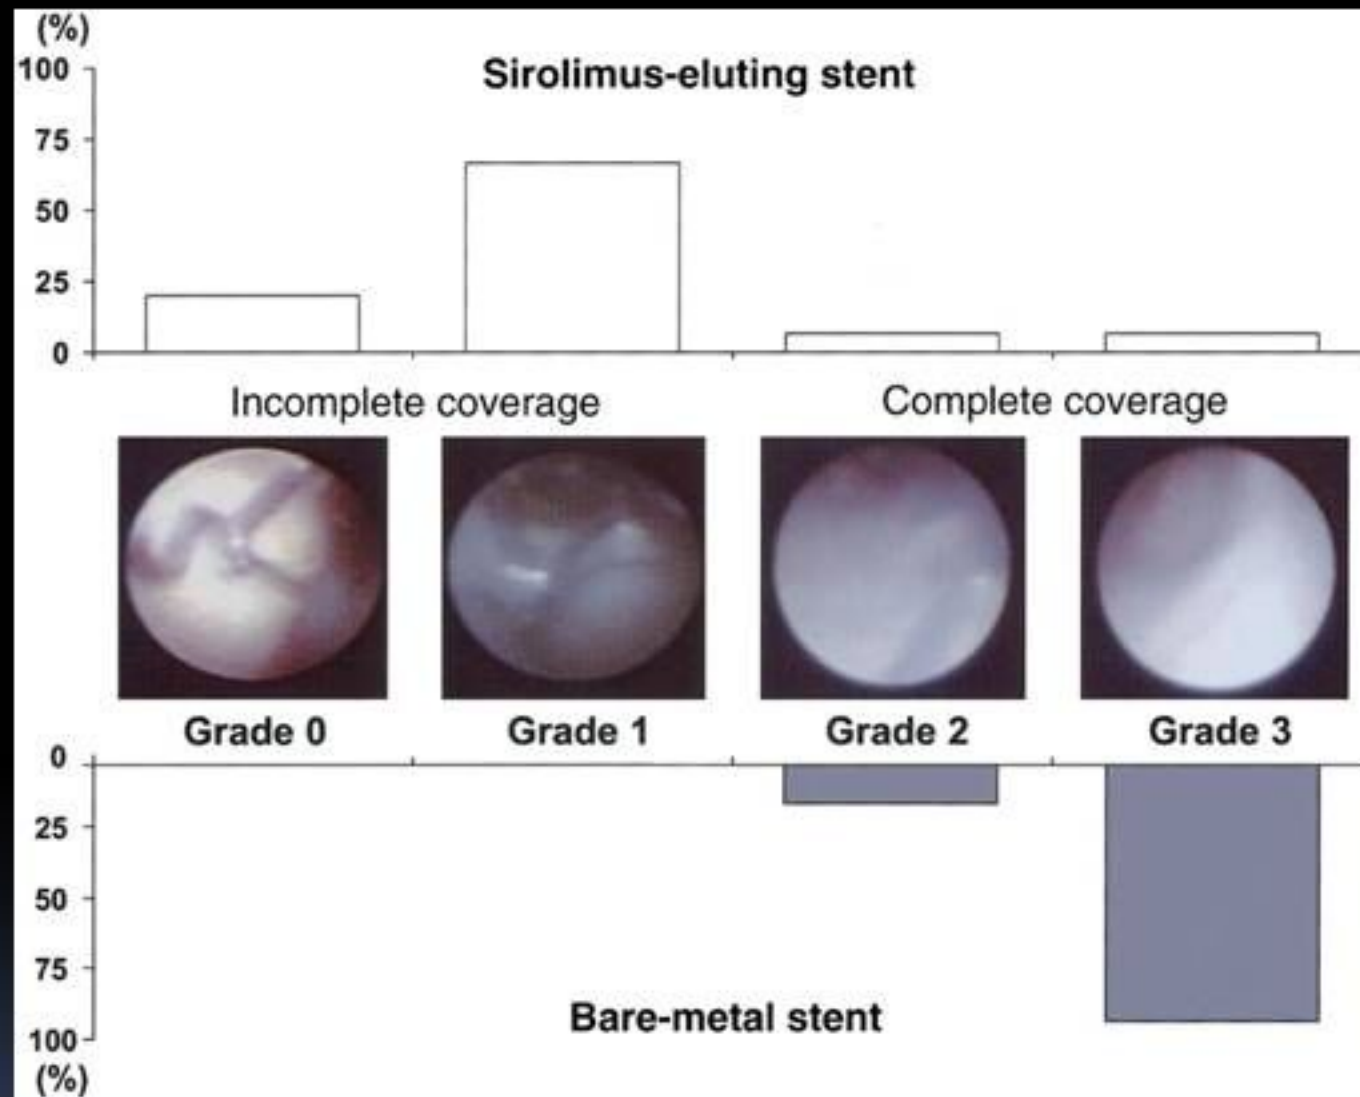 (%)
100
Sirolimus-eluting stent
75
50
25
0
Incomplete coverage
Complete coverage
Grade 0
Grade 1
Grade 2
Grade 3
0
25
50
75
Bare-metal stent
100
(%)